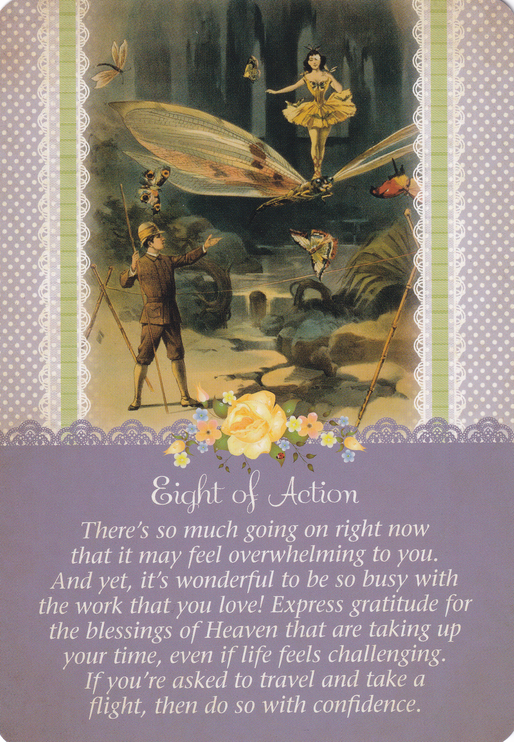 Eight of Action
There's so much going on right now
that it may feel overwhelming to you.
And yet, it's wonderful to be so busy with
the work that you love! Express gratitude for
the blessings of Heaven that are taking up
your time, even if life feels challenging.
If you're asked to travel and take a
flight, then do so with confidence.